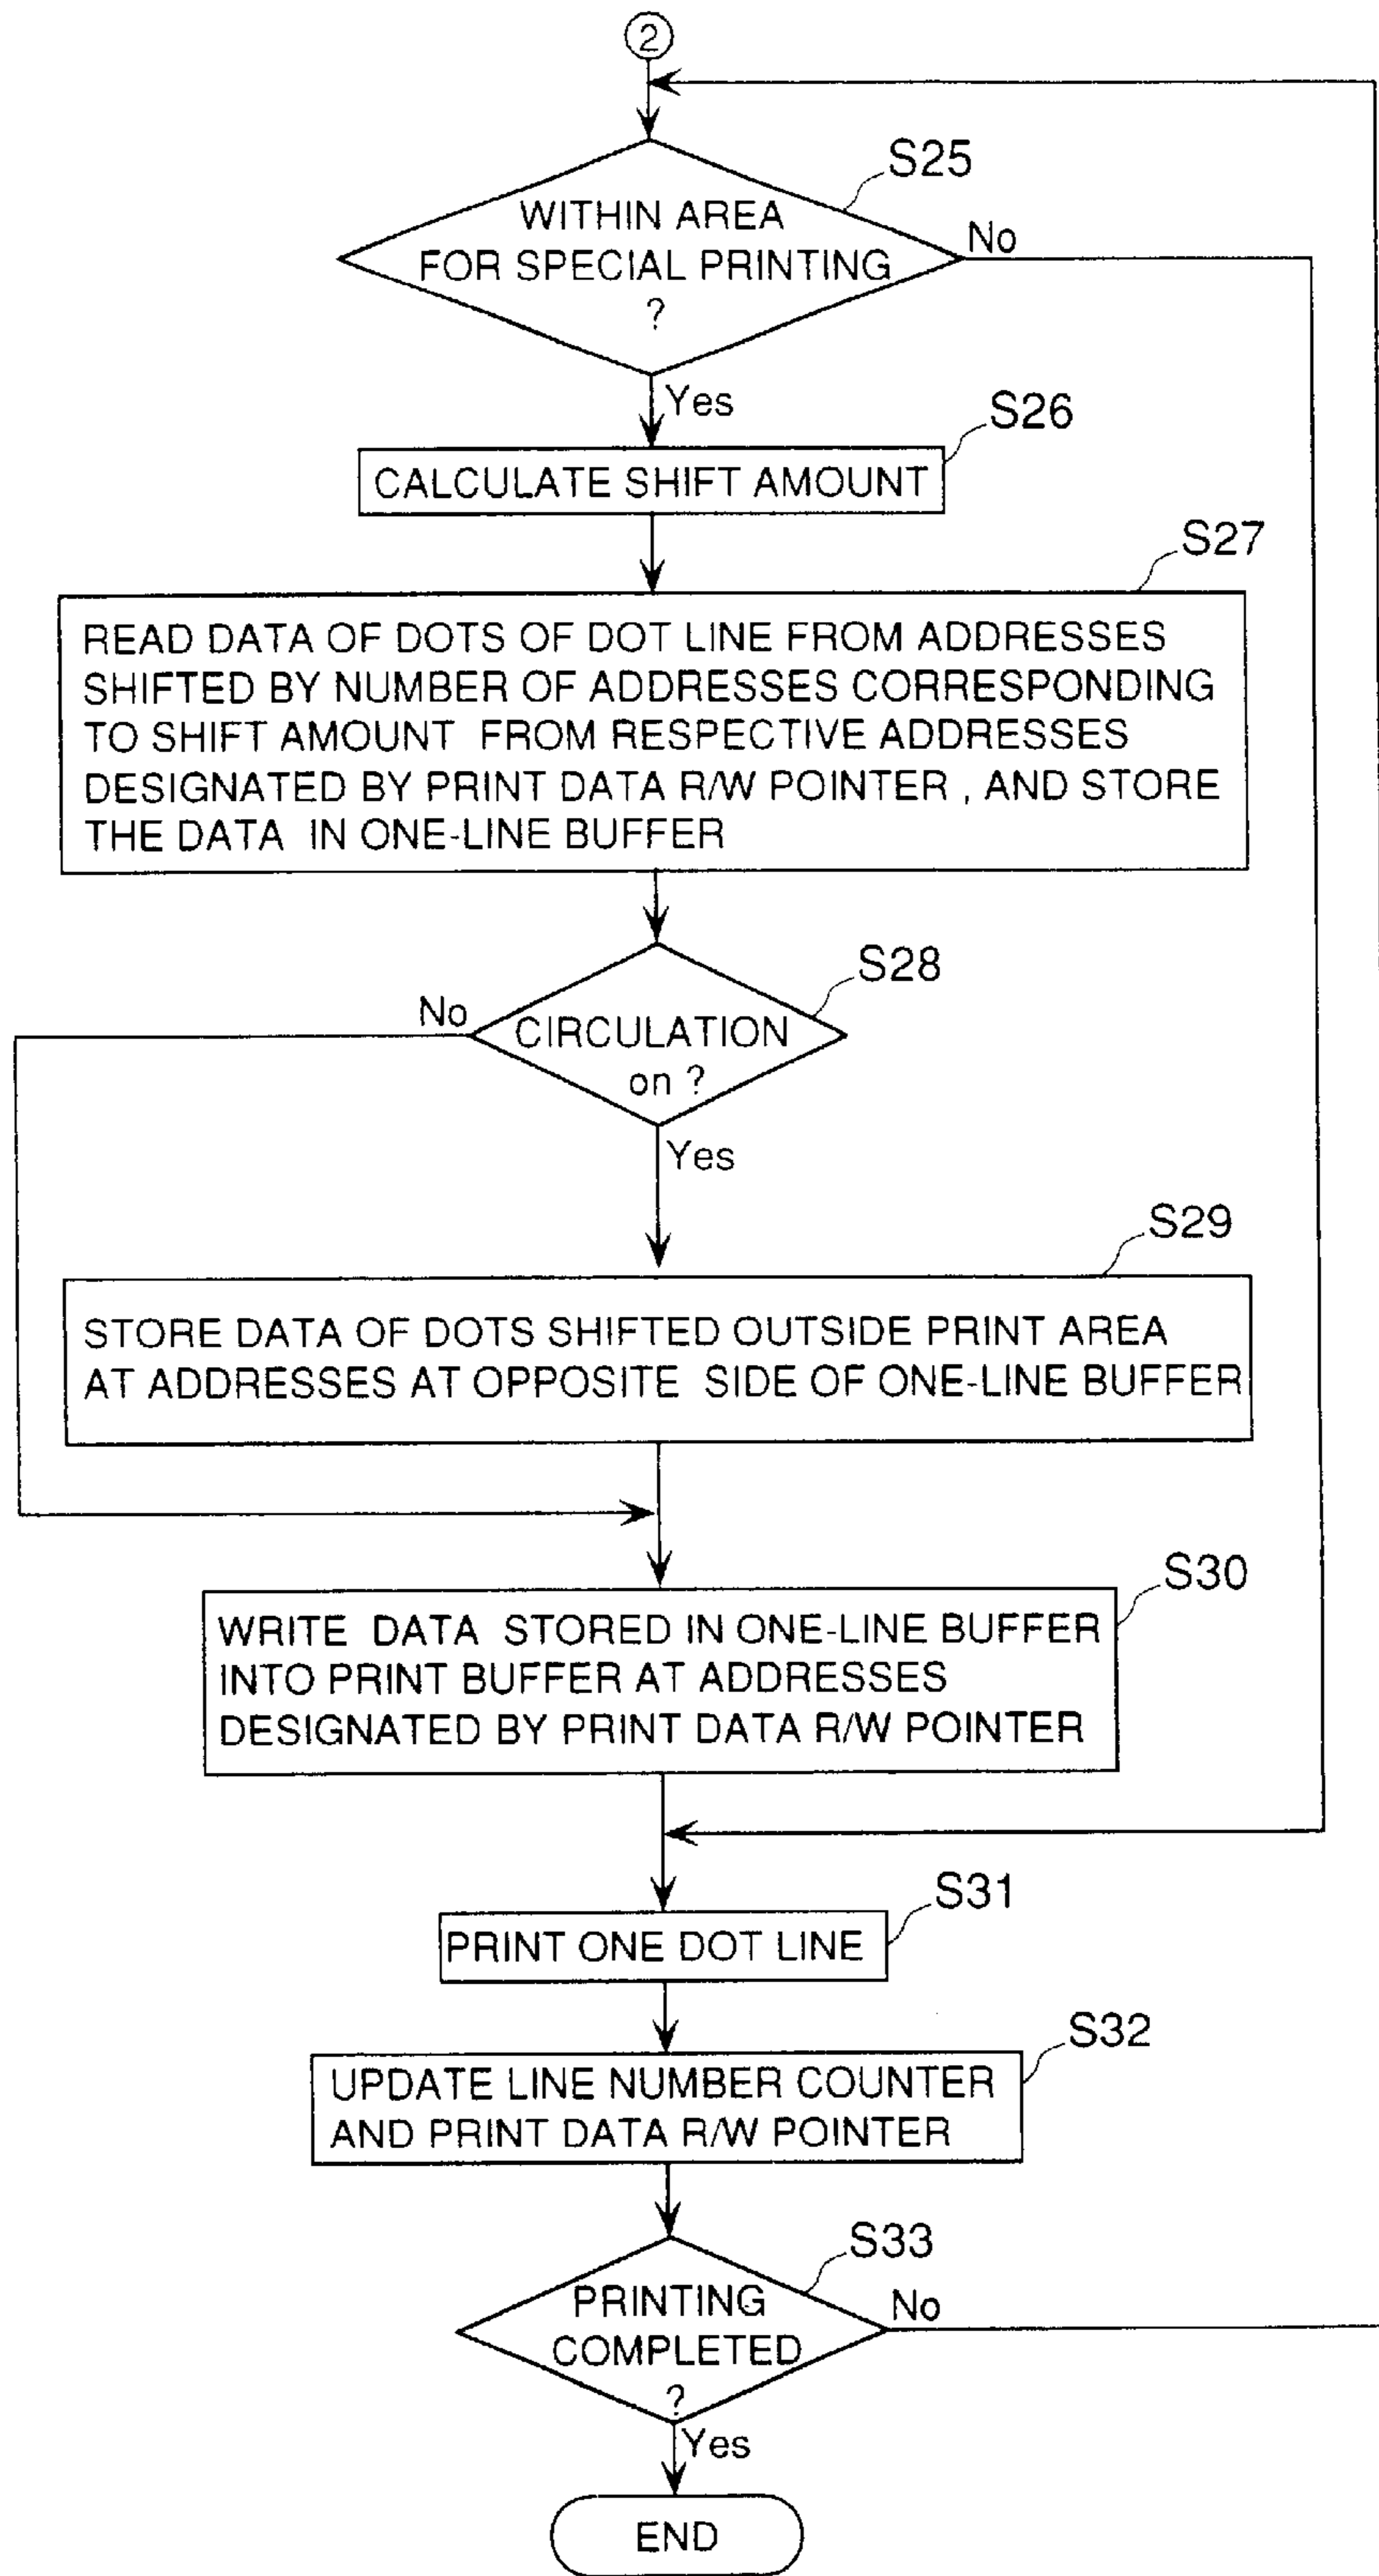 2
S25
WITHIN AREA
FOR SPECIAL PRINTING
?
No
Yes
S26
CALCULATE SHIFT AMOUNT
S27
READ DATA OF DOTS OF DOT LINE FROM ADDRESSES
SHIFTED BY NUMBER OF ADDRESSES CORRESPONDING
TO SHIFT AMOUNT FROM RESPECTIVE ADDRESSES
DESIGNATED BY PRINT DATA R/W POINTER , AND STORE
THE DATA IN ONE-LINE BUFFER
S28
No
CIRCULATION
on ?
Yes
S29
STORE DATA OF DOTS SHIFTED OUTSIDE PRINT AREA
AT ADDRESSES AT OPPOSITE SIDE OF ONE-LINE BUFFER
S30
WRITE DATA STORED IN ONE-LINE BUFFER
INTO PRINT BUFFER AT ADDRESSES
DESIGNATED BY PRINT DATA R/W POINTER
S31
PRINT ONE DOT LINE
S32
UPDATE LINE NUMBER COUNTER
AND PRINT DATA R/W POINTER
S33
PRINTING
COMPLETED
?
No
Yes
END